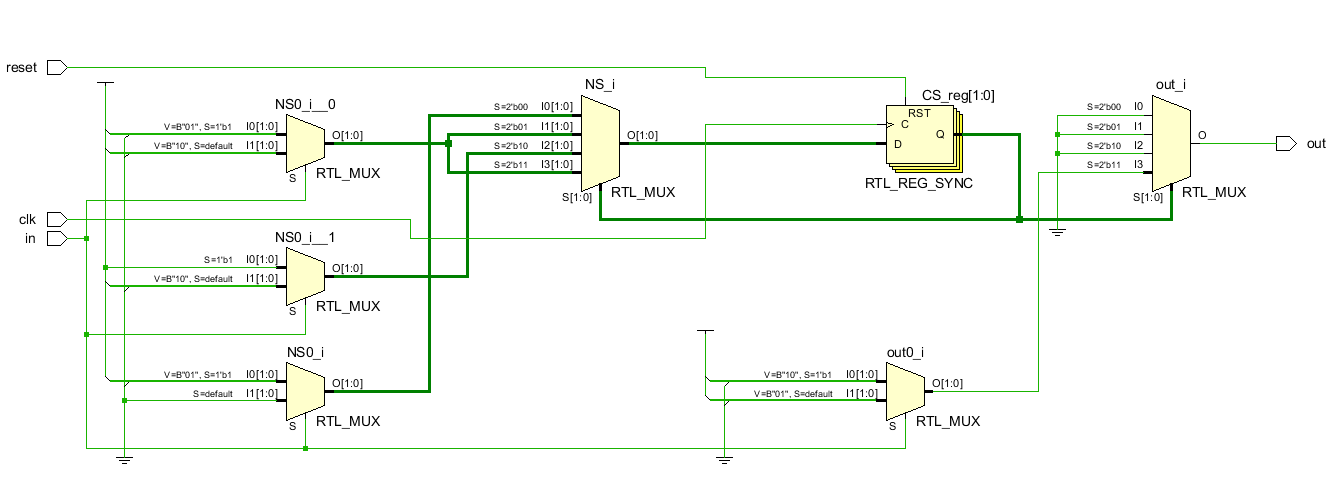 reset
clk
in
NS0_i__0
V=B"01", S=1'b1 I0[1:0]
V=B"10", S=default I1[1:0]
O[1:0]
S
RTL_MUX
NS0_i__1
S=1'b1 I0[1:0]
V=B"10", S=default I1[1:0]
O[1:0]
S
RTL_MUX
NS0_i
V=B"01", S=1'b1 I0[1:0]
S=default I1[1:0]
O[1:0]
S
RTL_MUX
NS_i
S=2'b00 I0[1:0]
S=2'b01 I1[1:0]
S=2'b10 I2[1:0]
S=2'b11 I3[1:0]
O[1:0]
S[1:0]
RTL_MUX
CS_reg[1:0]
RST
C
Q
D
RTL_REG_SYNC
out0_i
V=B"10", S=1'b1 I0[1:0]
V=B"01", S=default I1[1:0]
O[1:0]
S
RTL_MUX
out_i
S=2'b00 I0
S=2'b01 I1
S=2'b10 I2
S=2'b11 I3
O
S[1:0]
RTL_MUX
out